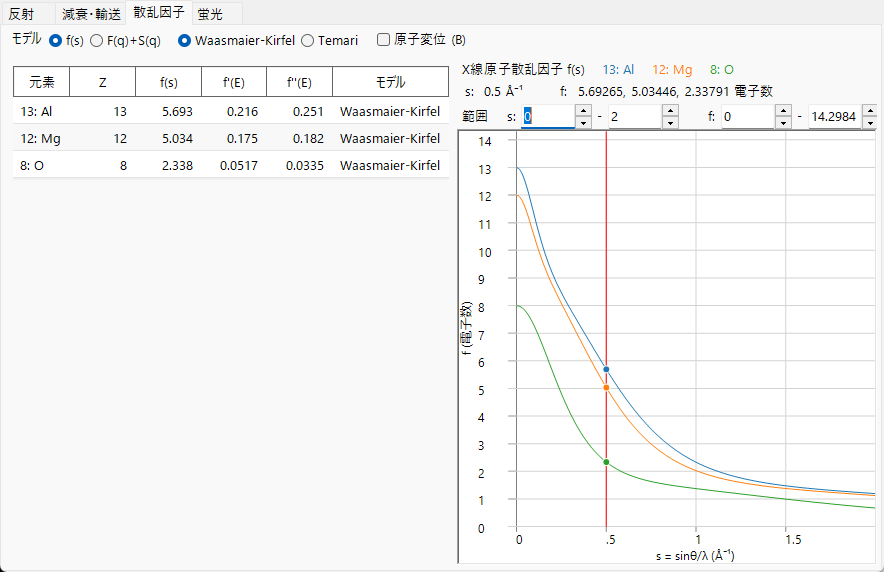 反射 減衰・輸送 散乱因子 蛍光
モデル f(s) F(q)+S(q) Waasmaier-Kirfel Temari 原子変位 (B)
元素 Z f(s) f'(E) f''(E) モデル
13: Al 13 5.693 0.216 0.251 Waasmaier-Kirfel
12: Mg 12 5.034 0.175 0.182 Waasmaier-Kirfel
8: O 8 2.338 0.0517 0.0335 Waasmaier-Kirfel
X線原子散乱因子 f(s) 13: Al 12: Mg 8: O
s: 0.5 Å⁻¹ f: 5.69265, 5.03446, 2.33791 電子数
範囲 s: 0 - 2 f: 0 - 14.2984
14
13
12
11
10
9
8
7
6
5
4
3
2
1
0
f (電子数)
0 .5 1 1.5
s = sinθ/λ (Å⁻¹)